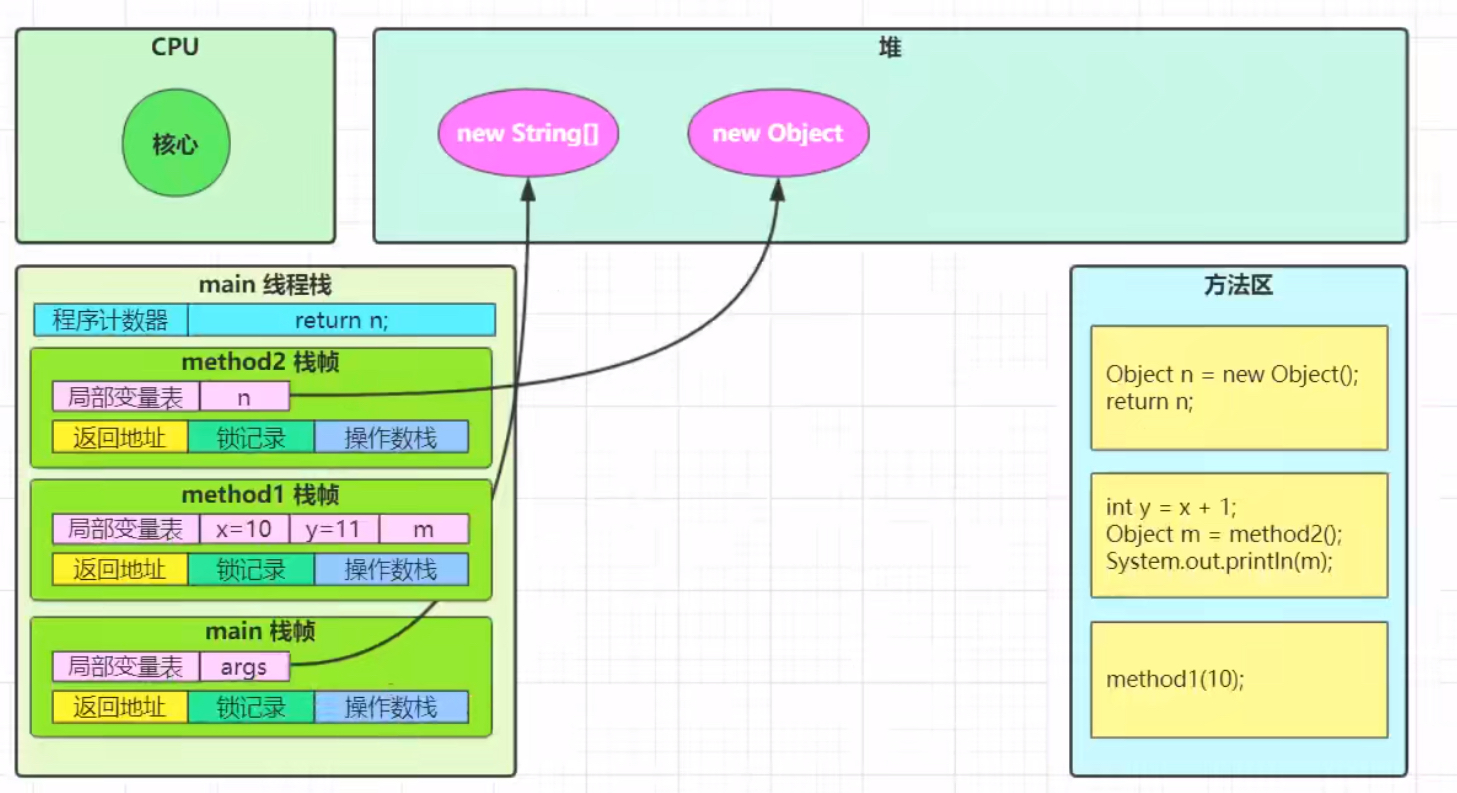 CPU
核心
堆
new String[]
new Object
main 线程栈
程序计数器
return n;
method2 栈帧
局部变量表
n
返回地址
锁记录
操作数栈
method1 栈帧
局部变量表
x=10
y=11
m
返回地址
锁记录
操作数栈
main 栈帧
局部变量表
args
返回地址
锁记录
操作数栈
方法区
Object n = new Object();
return n;
int y = x + 1;
Object m = method2();
System.out.println(m);
method1(10);